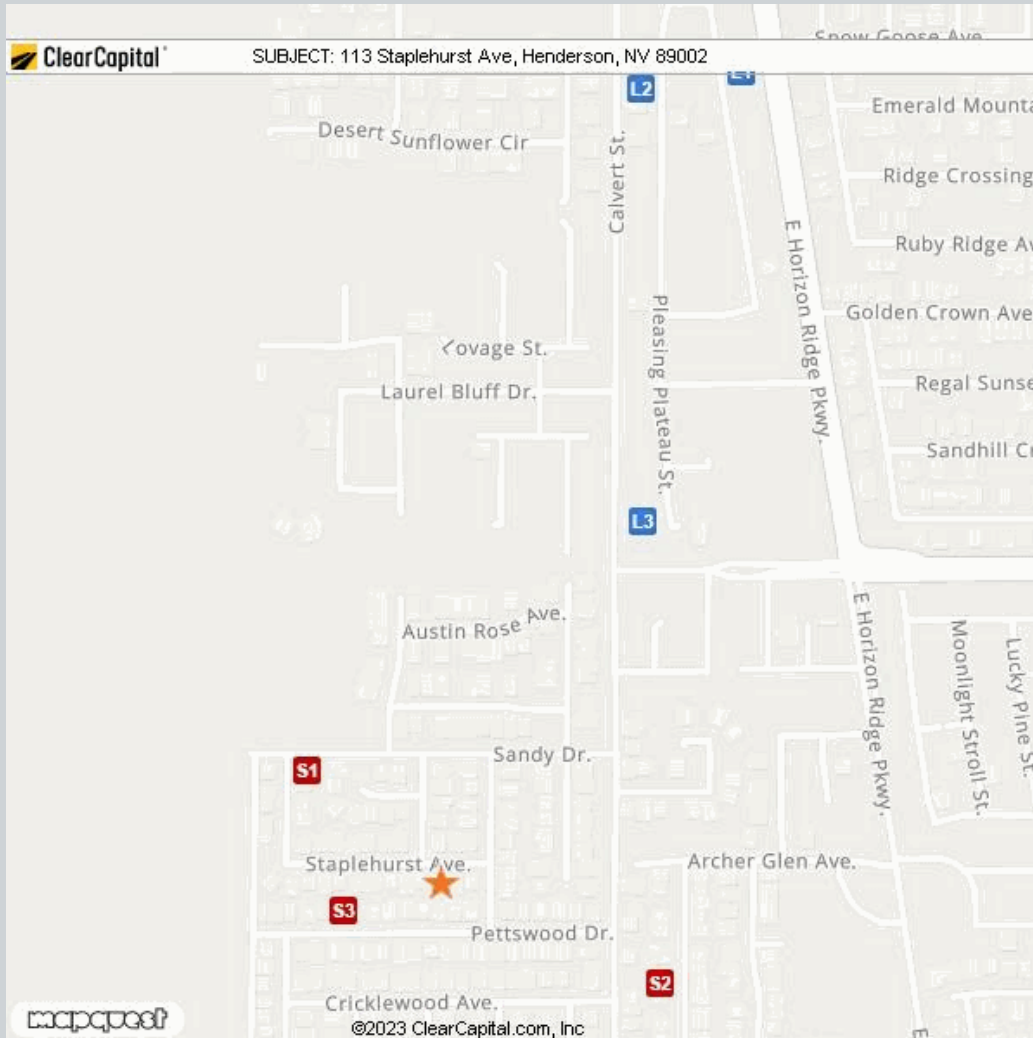 Snow Goose Ave
ClearCapital
SUBJECT: 113 Staplehurst Ave, Henderson, NV 89002
L1
L2
Emerald Mounta
Desert Sunflower Cir
Calvert St.
Ridge Crossing
E Horizon Ridge Pkwy.
Ruby Ridge Av
Pleasing Plateau St.
Golden Crown Ave
ovage St.
Laurel Bluff Dr.
Regal Sunse
Sandhill Cr
L3
Austin Rose Ave.
E Horizon Ridge Pkwy.
Moonlight Stroll St.
Lucky Pine St.
Sandy Dr.
S1
Staplehurst Ave.
Archer Glen Ave.
S3
Pettswood Dr.
S2
Cricklewood Ave.
mapquest
©2023 ClearCapital.com, Inc
E